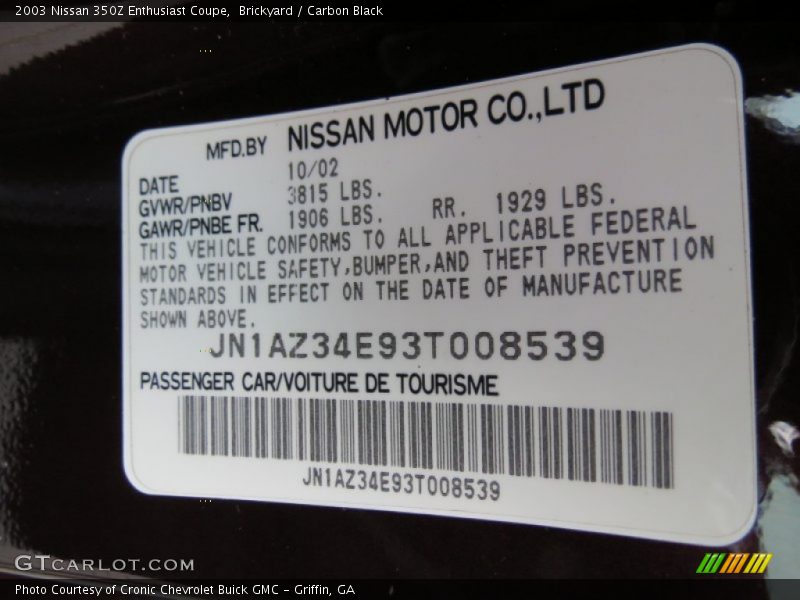 2003 Nissan 350Z Enthusiast Coupe, Brickyard / Carbon Black
MFD.BY NISSAN MOTOR CO.,LTD
DATE 10/02
GVWR/PNBV 3815 LBS.
GAWR/PNBE FR. 1906 LBS. RR. 1929 LBS.
THIS VEHICLE CONFORMS TO ALL APPLICABLE FEDERAL
MOTOR VEHICLE SAFETY,BUMPER,AND THEFT PREVENTION
STANDARDS IN EFFECT ON THE DATE OF MANUFACTURE
SHOWN ABOVE.
JN1AZ34E93T008539
PASSENGER CAR/VOITURE DE TOURISME
JN1AZ34E93T008539
GTCARLOT.COM
Photo Courtesy of Cronic Chevrolet Buick GMC - Griffin, GA